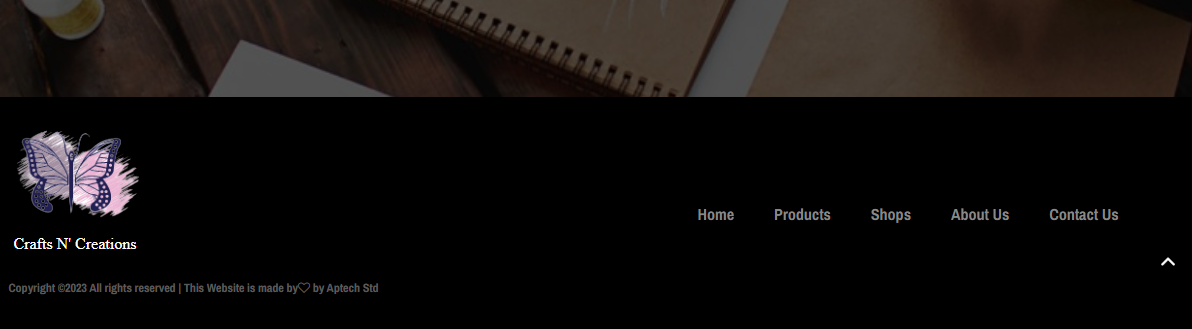 Home Products Shops About Us Contact Us
Crafts N' Creations
Copyright ©2023 All rights reserved | This Website is made by♡ by Aptech Std